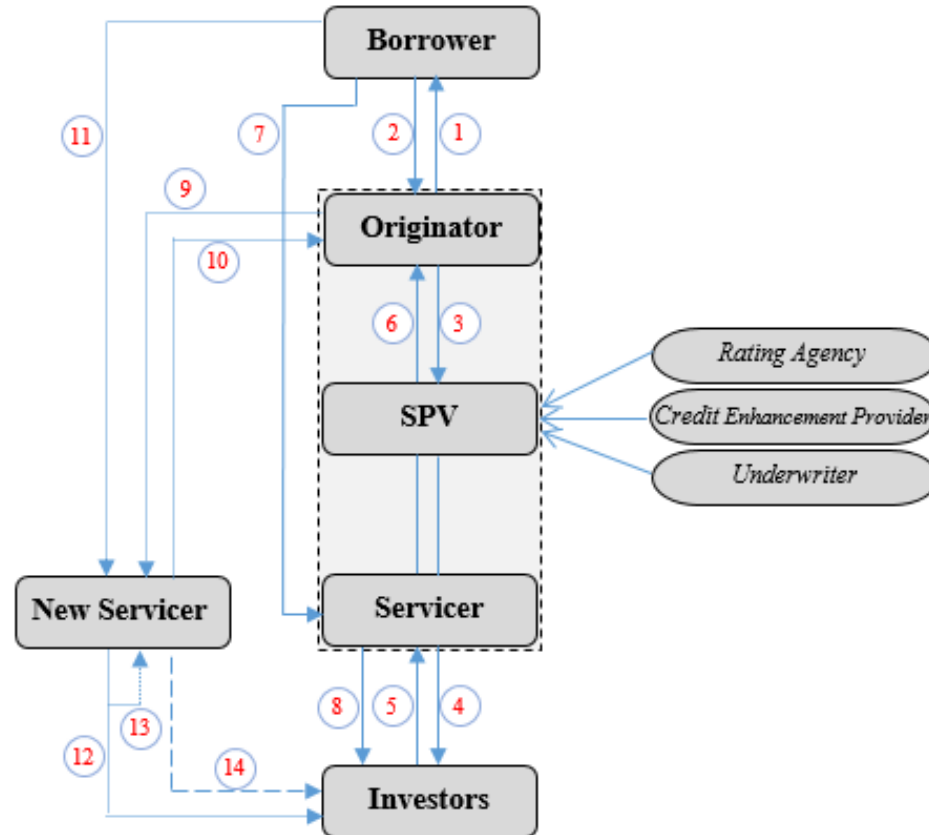 Borrower
11
7
2
1
9
Originator
10
6
3
Rating Agency
SPV
Credit Enhancement Provider
Underwriter
New Servicer
Servicer
8
5
4
13
12
14
Investors